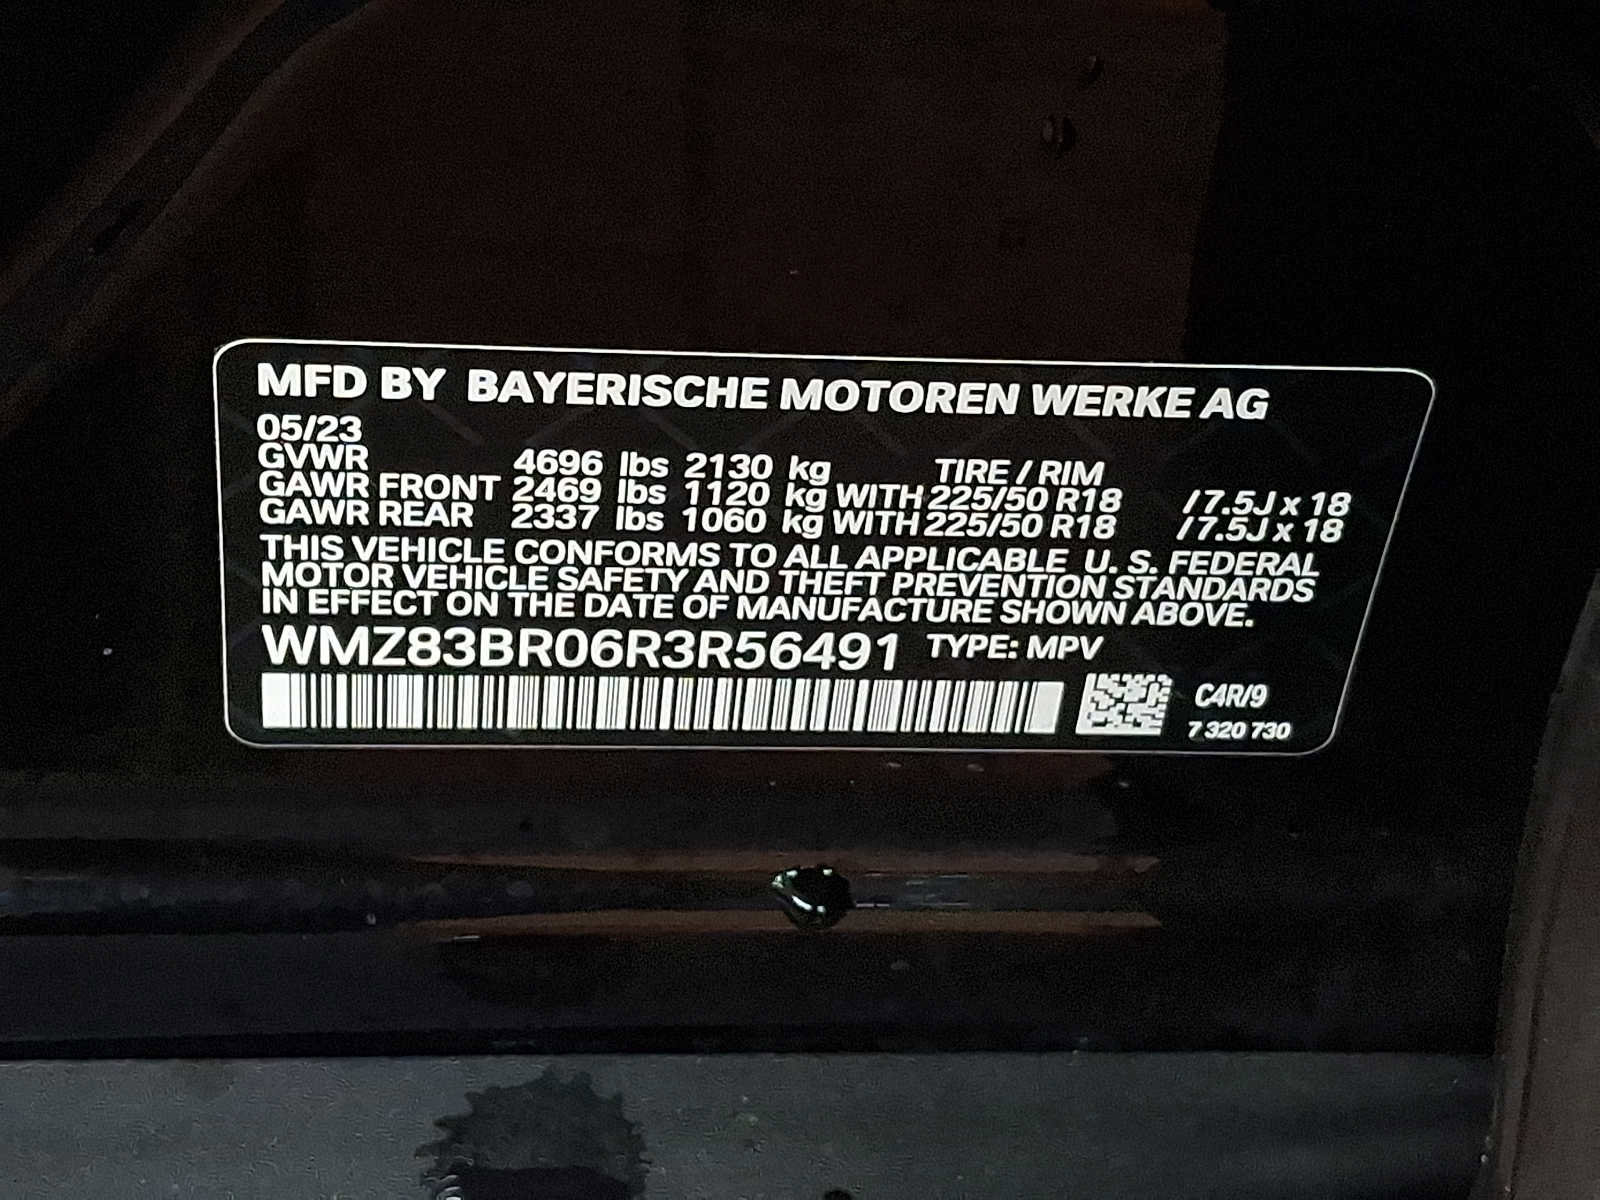 MFD BY BAYERISCHE MOTOREN WERKE AG
05/23
GVWR 4696 lbs 2130 kg TIRE / RIM
GAWR FRONT 2469 lbs 1120 kg WITH 225/50 R18 / 7.5J x 18
GAWR REAR 2337 lbs 1060 kg WITH 225/50 R18 / 7.5J x 18
THIS VEHICLE CONFORMS TO ALL APPLICABLE U. S. FEDERAL
MOTOR VEHICLE SAFETY AND THEFT PREVENTION STANDARDS
IN EFFECT ON THE DATE OF MANUFACTURE SHOWN ABOVE.
WMZ83BR06R3R56491 TYPE: MPV
C4R/9
7 320 730